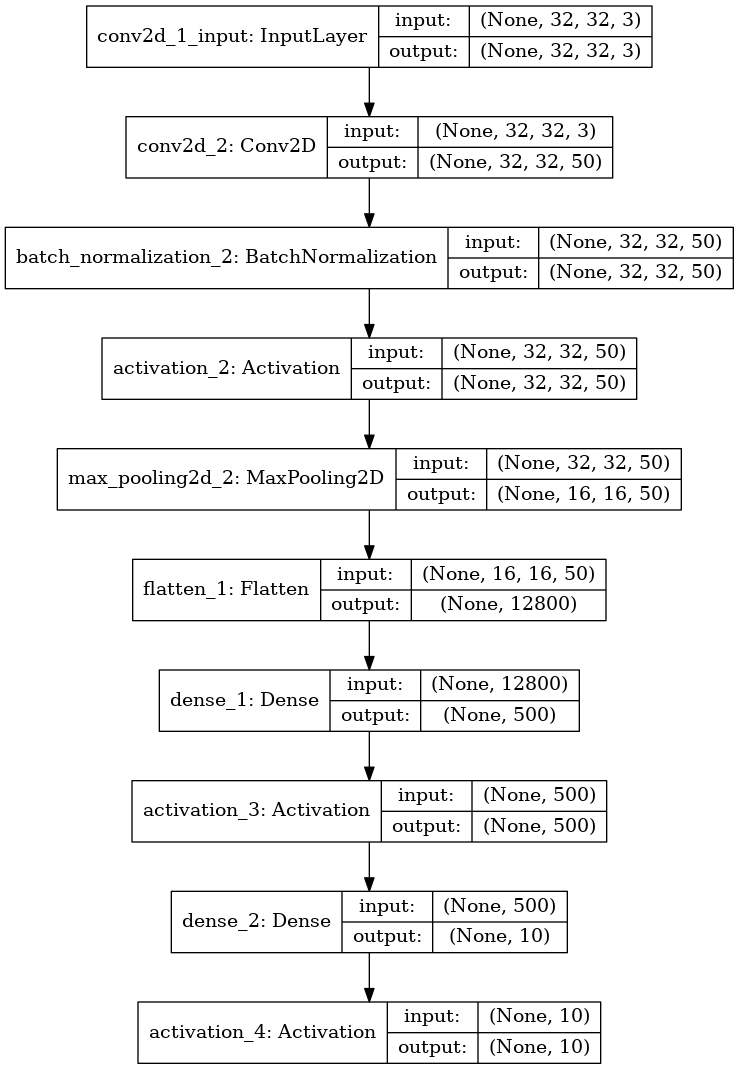 conv2d_1_input: InputLayer
input: (None, 32, 32, 3)
output: (None, 32, 32, 3)
conv2d_2: Conv2D
input: (None, 32, 32, 3)
output: (None, 32, 32, 50)
batch_normalization_2: BatchNormalization
input: (None, 32, 32, 50)
output: (None, 32, 32, 50)
activation_2: Activation
input: (None, 32, 32, 50)
output: (None, 32, 32, 50)
max_pooling2d_2: MaxPooling2D
input: (None, 32, 32, 50)
output: (None, 16, 16, 50)
flatten_1: Flatten
input: (None, 16, 16, 50)
output: (None, 12800)
dense_1: Dense
input: (None, 12800)
output: (None, 500)
activation_3: Activation
input: (None, 500)
output: (None, 500)
dense_2: Dense
input: (None, 500)
output: (None, 10)
activation_4: Activation
input: (None, 10)
output: (None, 10)